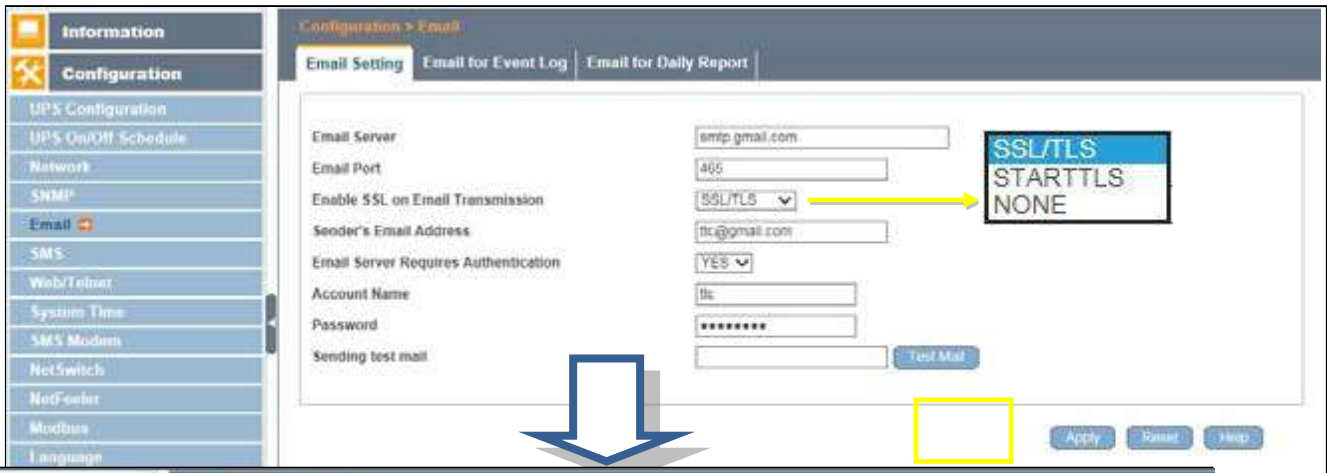 Information
Configuration
UPS Configuration
UPS On/Off Schedule
Network
SNMP
Email
SMS
Web/Telnet
System Time
SMS Modem
NetSwitch
NetFeeler
Modbus
Language
Configuration > Email
Email Setting
Email for Event Log
Email for Daily Report
Email Server
smtp.gmail.com
Email Port
465
Enable SSL on Email Transmission
SSL/TLS
SSL/TLS
STARTTLS
NONE
Sender's Email Address
ttc@gmail.com
Email Server Requires Authentication
YES
Account Name
ttc
Password
Sending test mail
Test Mail
Apply
Reset
Help